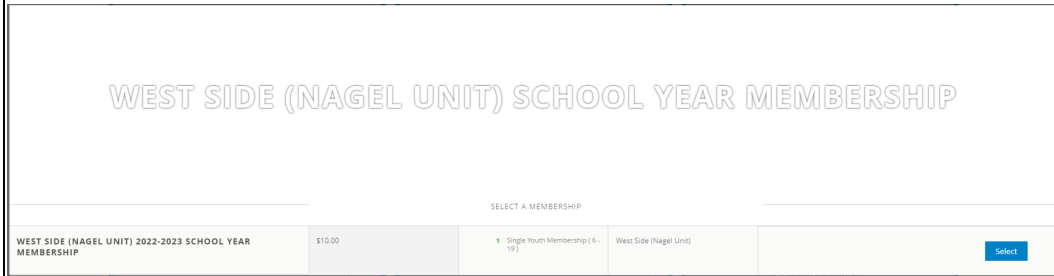 WEST SIDE (NAGEL UNIT) SCHOOL YEAR MEMBERSHIP
SELECT A MEMBERSHIP
WEST SIDE (NAGEL UNIT) 2022-2023 SCHOOL YEAR
MEMBERSHIP
$10.00
1 Single Youth Membership ( 6 -
19 )
West Side (Nagel Unit)
Select